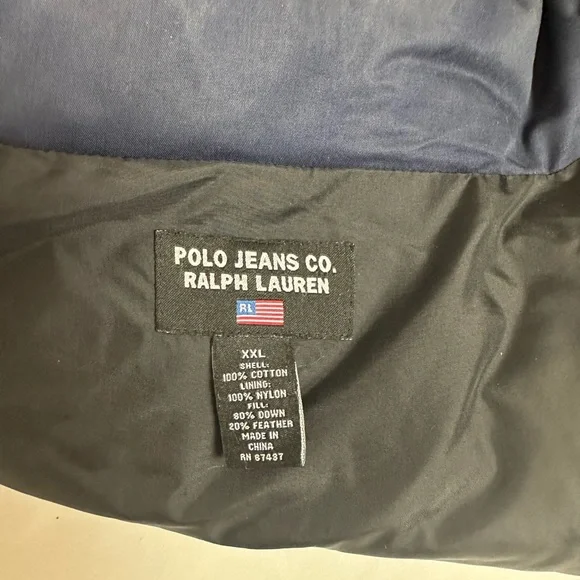 POLO JEANS CO.
RALPH LAUREN
RL
XXL
SHELL:
100% COTTON
LINING:
100% NYLON
FILL:
80% DOWN
20% FEATHER
MADE IN
CHINA
RN 87437